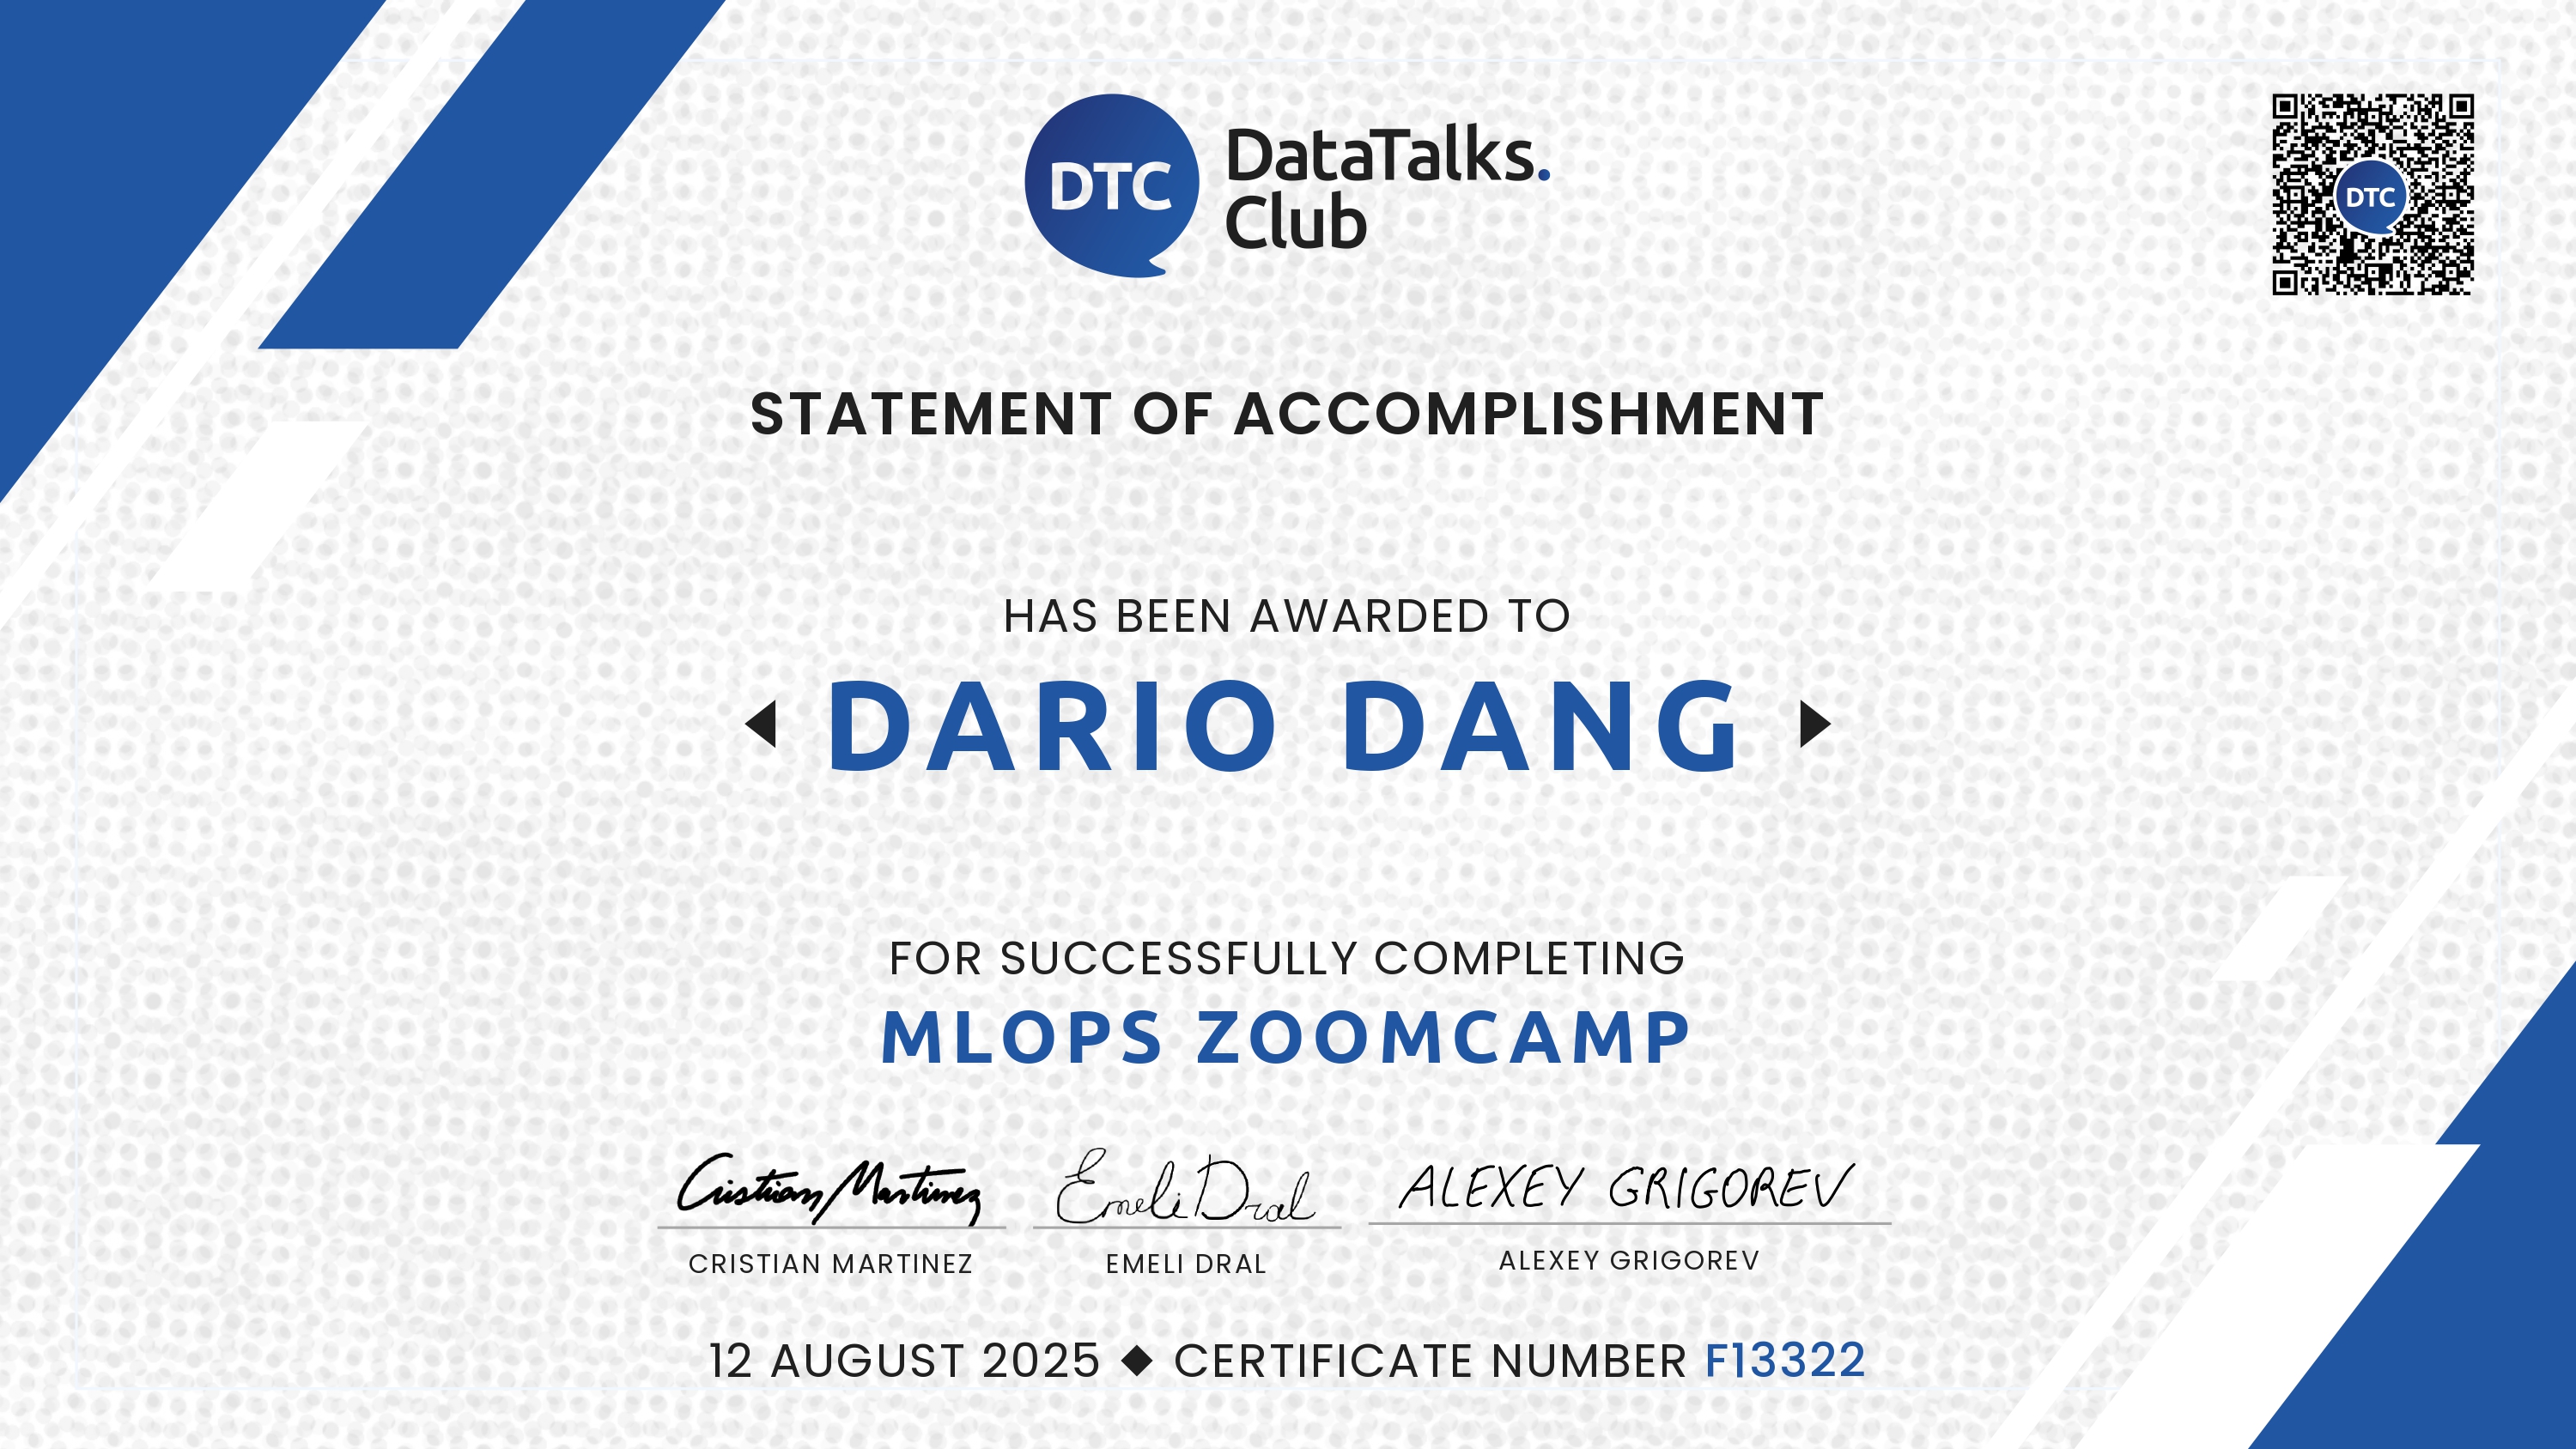 DTC
DataTalks.
Club
DTC
STATEMENT OF ACCOMPLISHMENT
HAS BEEN AWARDED TO
DARIO DANG
FOR SUCCESSFULLY COMPLETING
MLOPS ZOOMCAMP
Cristian Martinez
Emeli Dral
ALEXEY GRIGOREV
CRISTIAN MARTINEZ
EMELI DRAL
ALEXEY GRIGOREV
12 AUGUST 2025 ◆ CERTIFICATE NUMBER F13322